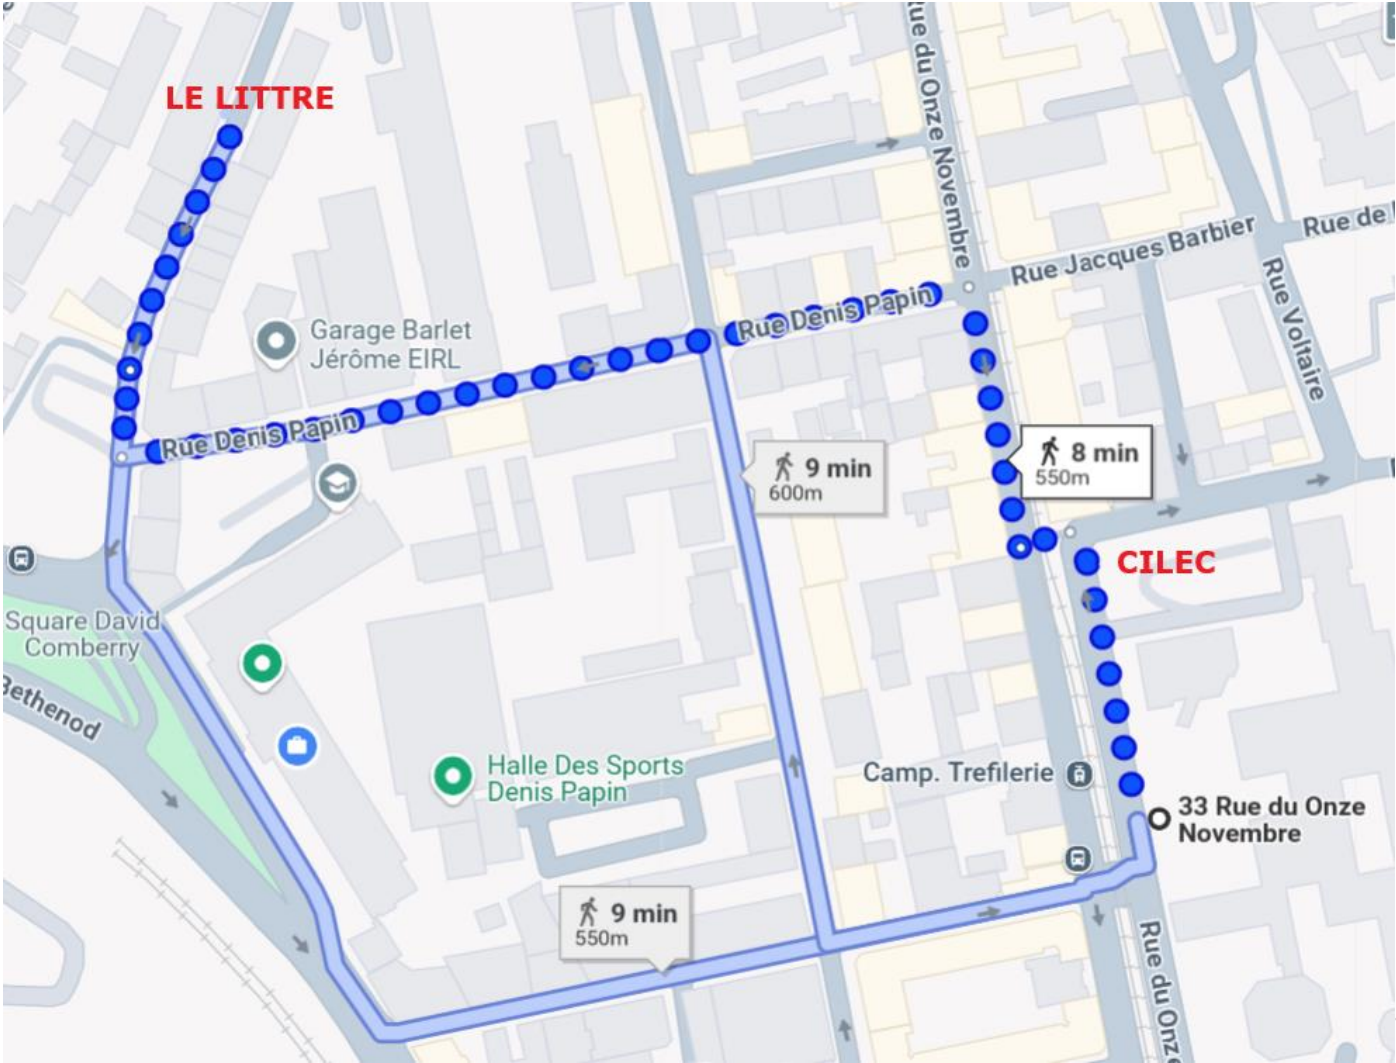 LE LITTRE
Rue du Onze Novembre
Rue Jacques Barbier
Rue de
Rue Voltaire
Garage Barlet
Jérôme EIRL
Rue Denis Papin
Rue Denis Papin
9 min
600m
8 min
550m
CILEC
Square David
Comberry
Bethenod
Halle Des Sports
Denis Papin
Camp. Trefilerie
33 Rue du Onze
Novembre
9 min
550m
Rue du Onze